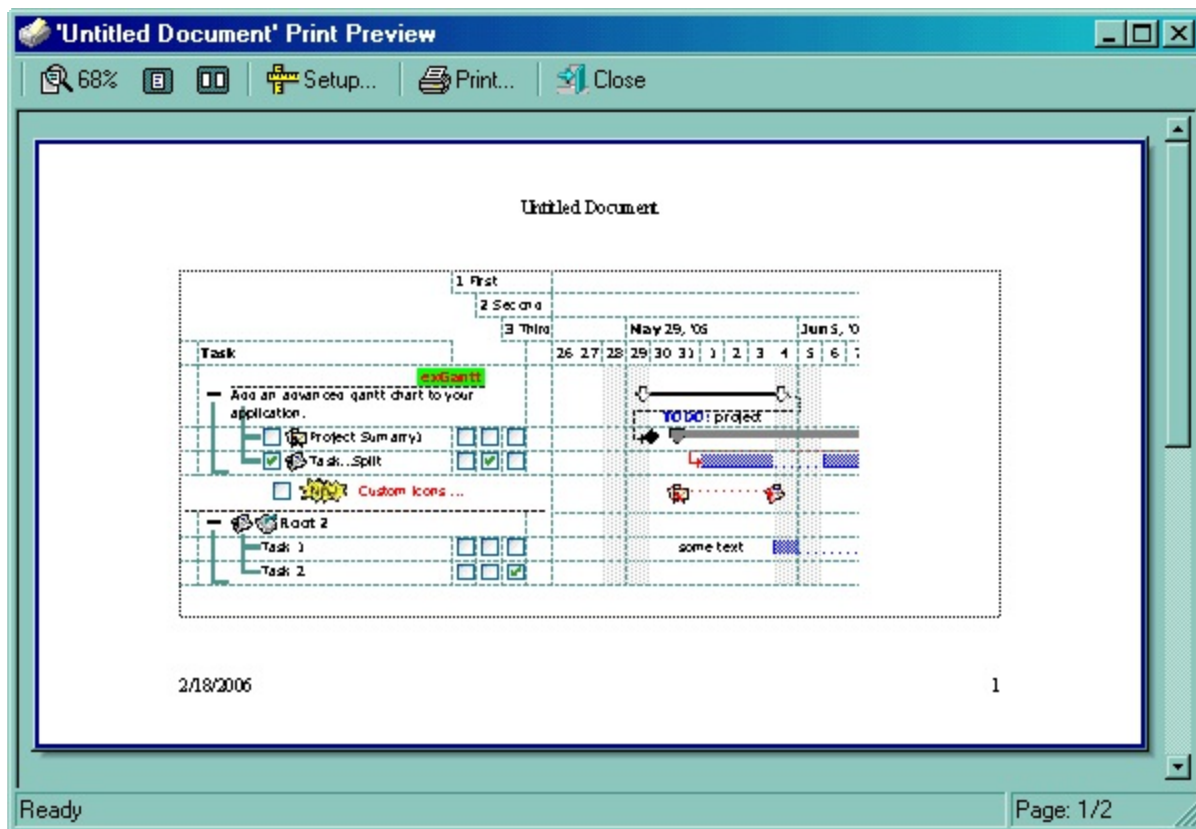 'Untitled Document' Print Preview
68% Setup... Print... Close
Untitled Document
1 First
2 Second
3 Third May 29, '05 Jun 5, '0
Task 26 27 28 29 30 31 1 2 3 4 5 6 7
exGantt
Add an advanced gantt chart to your
application. TODO: project
Project Sumarry)
Task...Split
Custom Icons ...
Root 2
Task 1 some text
Task 2
2/18/2006 1
Ready Page: 1/2